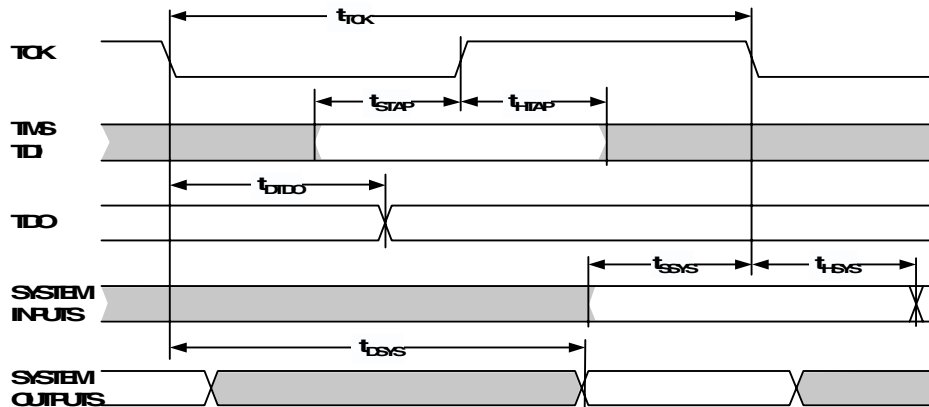 tTCK
TCK
tSTAP
tHTAP
TMS
TDI
tDTDO
TDO
tSSYS
tHSYS
SYSTEM
INPUTS
tDSYS
SYSTEM
OUTPUTS